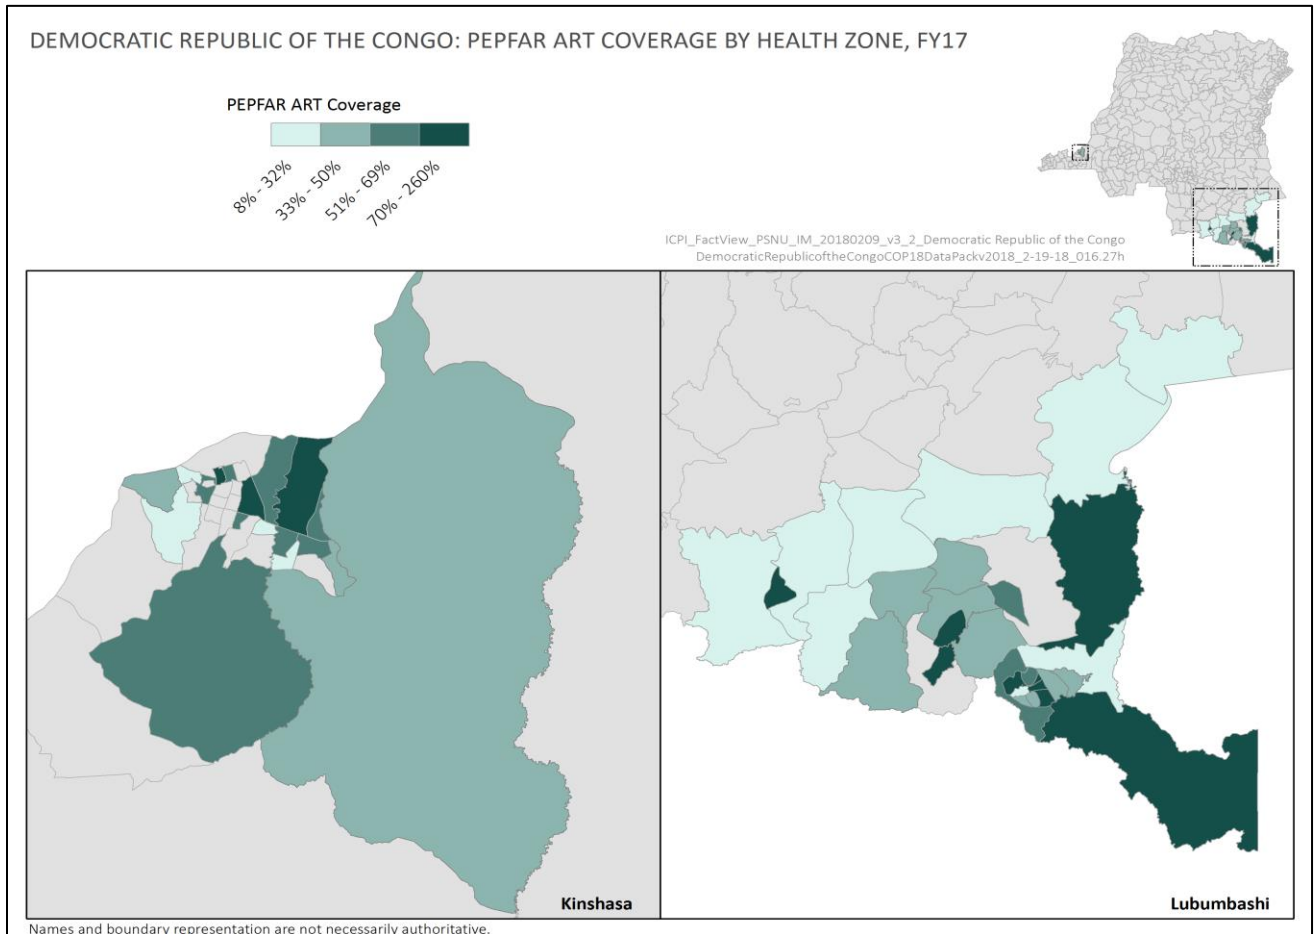 DEMOCRATIC REPUBLIC OF THE CONGO: PEPFAR ART COVERAGE BY HEALTH ZONE, FY17
PEPFAR ART Coverage
8% - 32%
33% - 50%
51% - 69%
70% - 260%
ICPI_FactView_PSNU_IM_20180209_v3_2_Democratic Republic of the Congo
DemocraticRepublicoftheCongoCOP18DataPackv2018_2-19-18_016.27h
Kinshasa
Lubumbashi
Names and boundary representation are not necessarily authoritative.